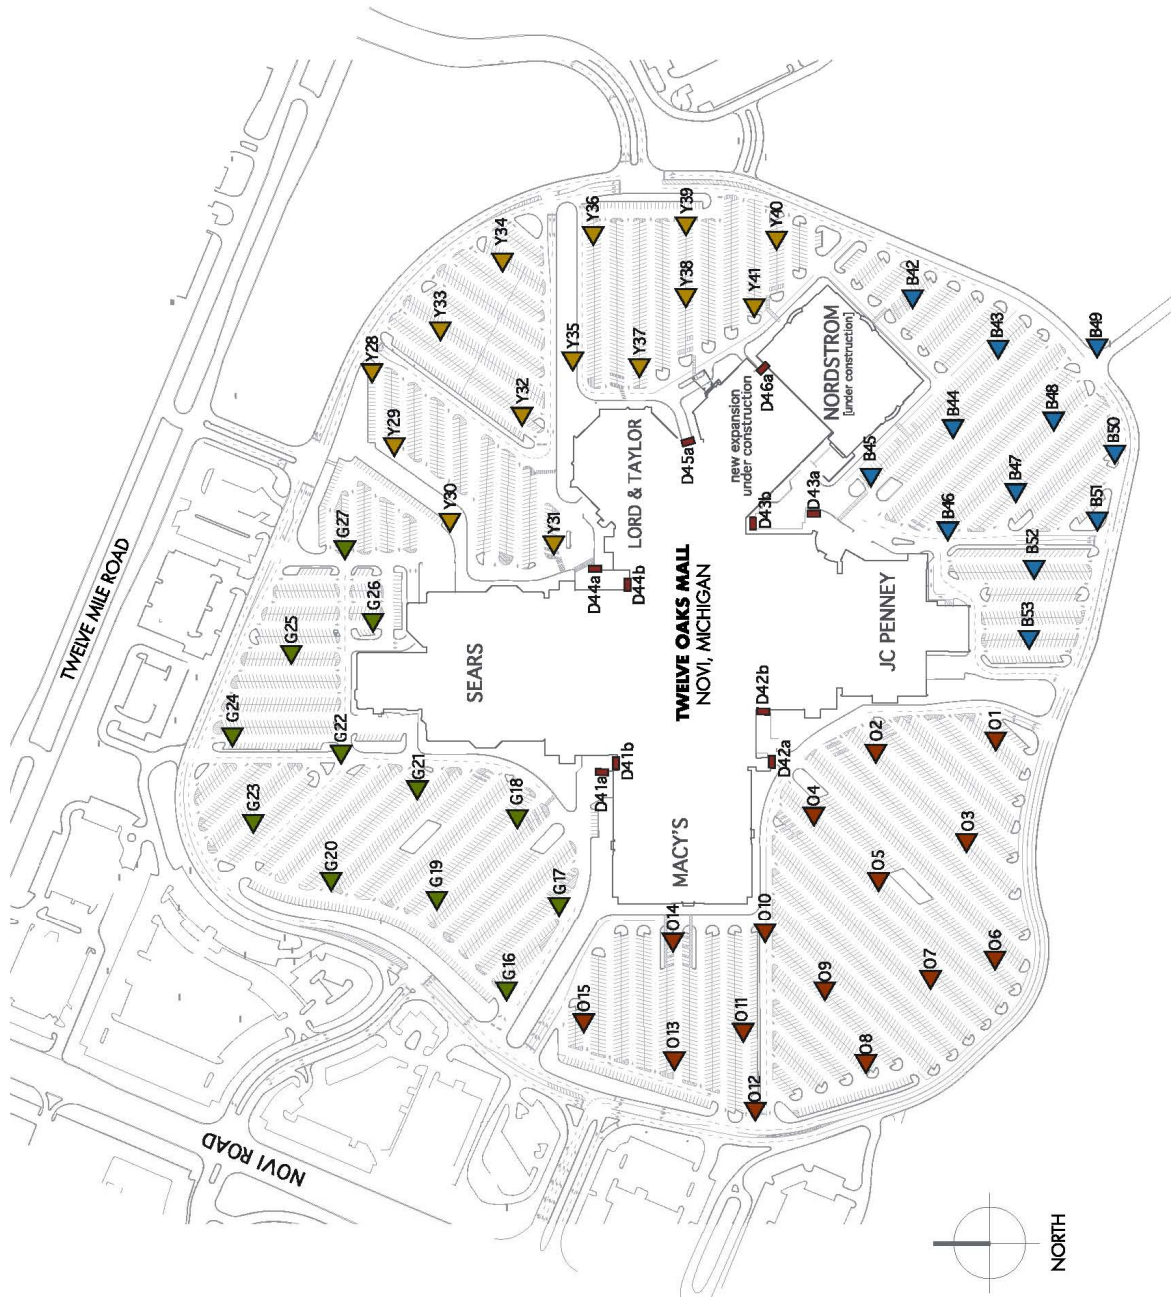 TWELVE MILE ROAD
NOVI ROAD
TWELVE OAKS MALL
NOVI, MICHIGAN
SEARS
LORD & TAYLOR
MACY'S
JC PENNEY
NORDSTROM
[under construction]
new expansion
under construction
NORTH
Y28
Y29
Y30
Y31
Y32
Y33
Y34
Y35
Y36
Y37
Y38
Y39
Y40
Y41
G16
G17
G18
G19
G20
G21
G22
G23
G24
G25
G26
G27
D41a
D41b
D42a
D42b
D43a
D43b
D44a
D44b
D45a
D46a
B42
B43
B44
B45
B46
B47
B48
B49
B50
B51
B52
B53
O1
O2
O3
O4
O5
O6
O7
O8
O9
O10
O11
O12
O13
O14
O15